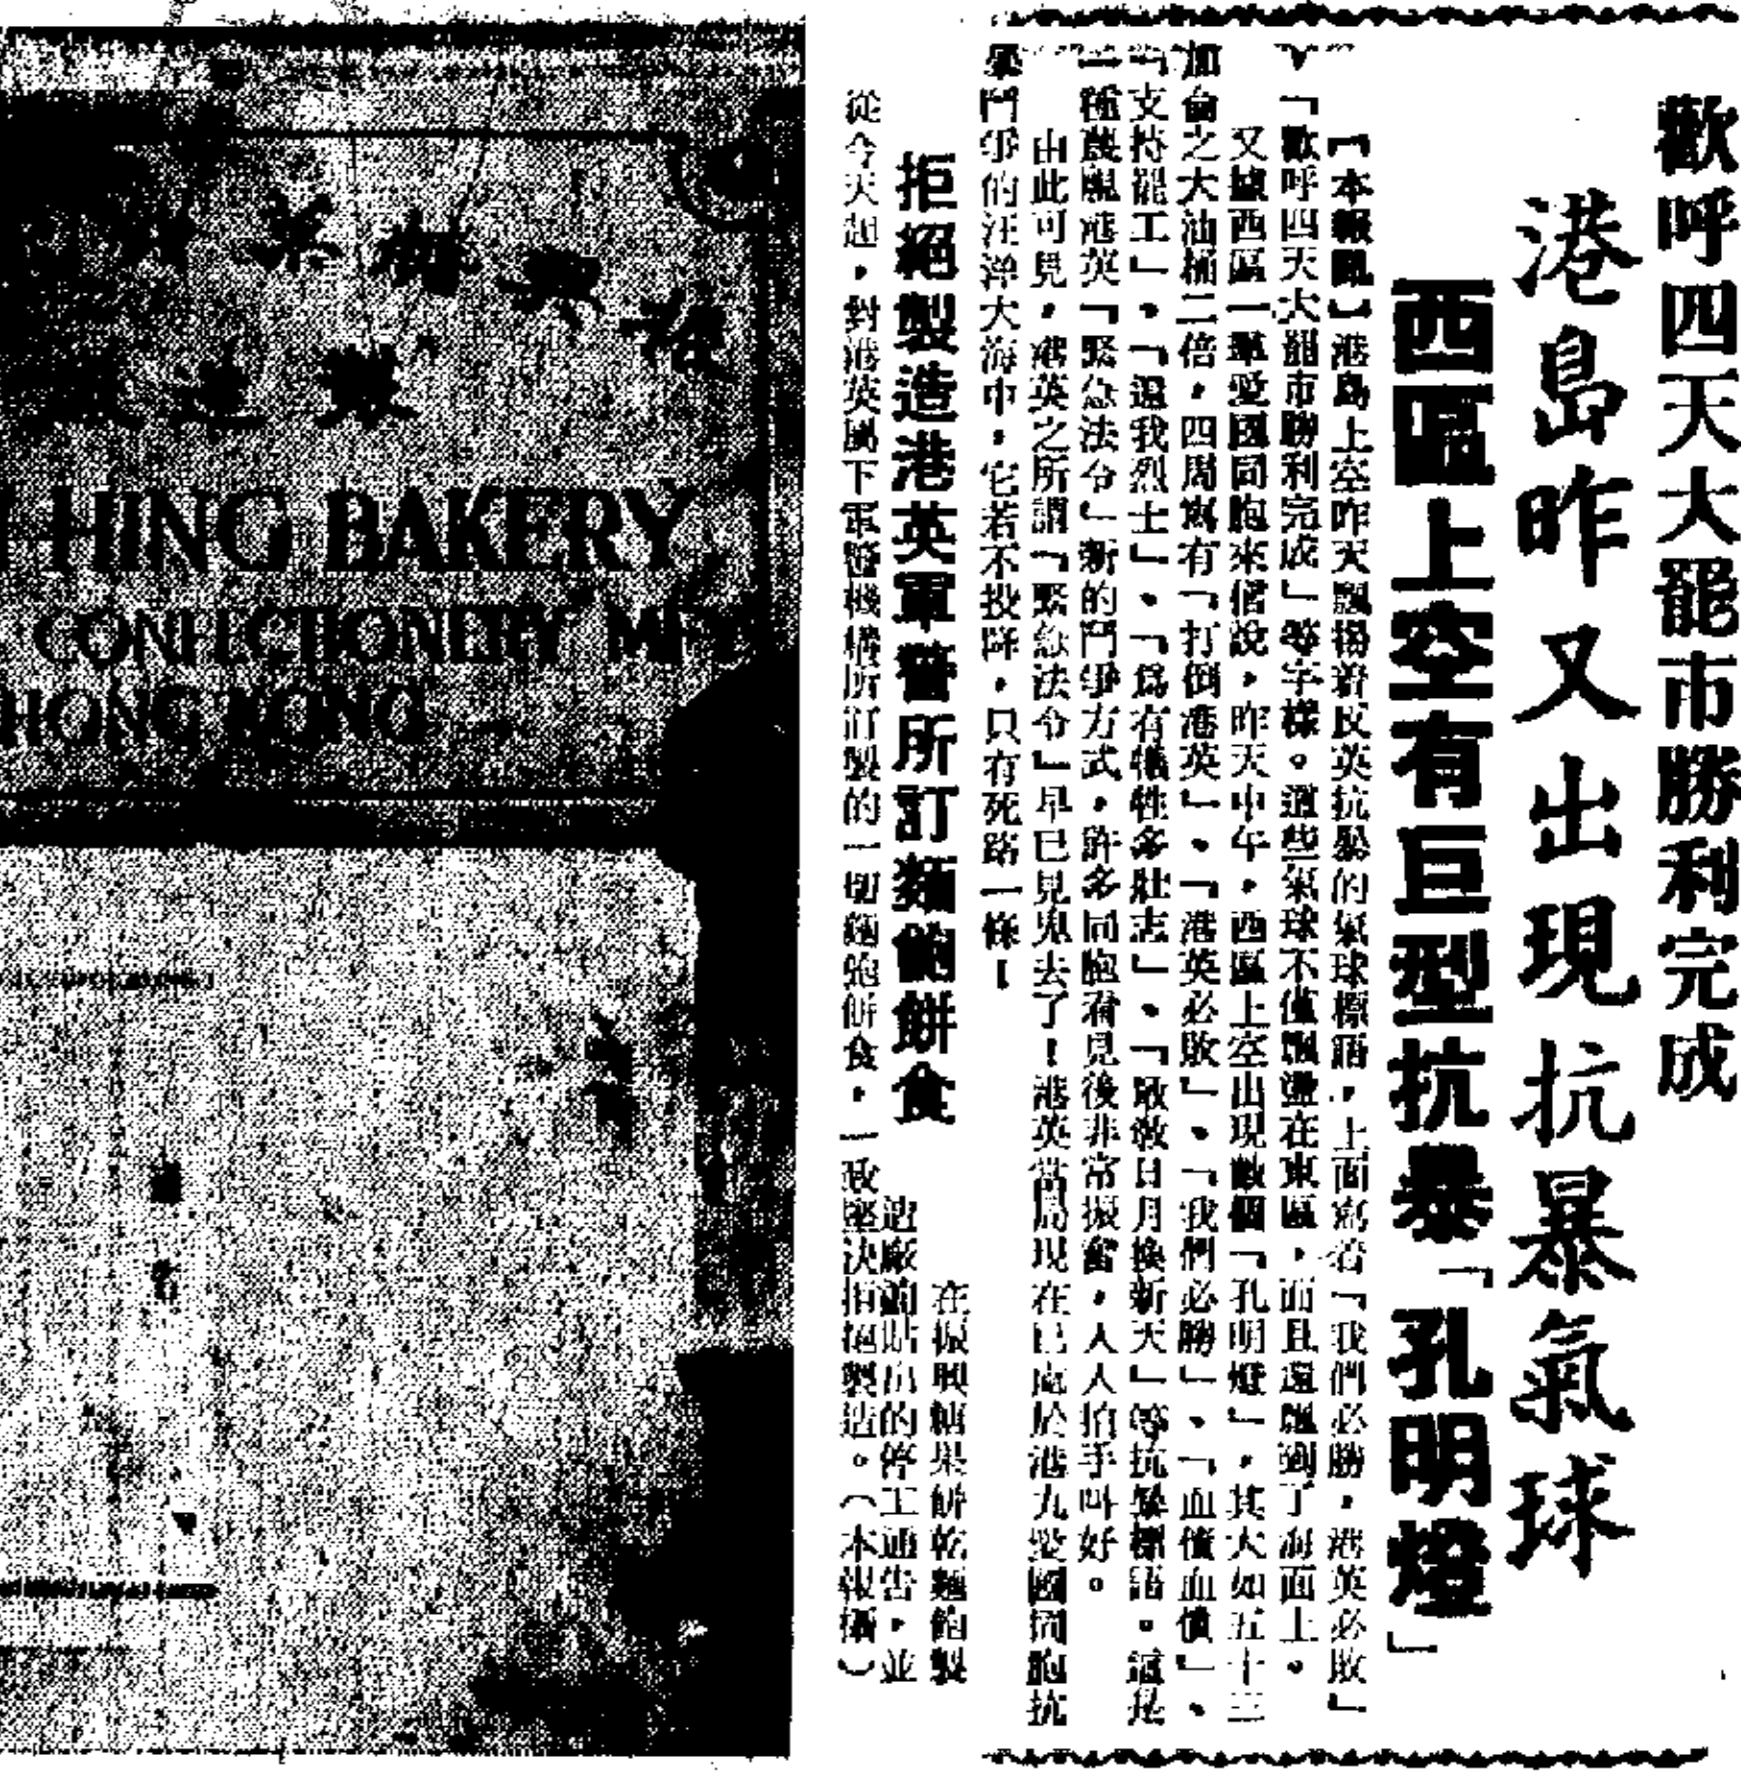 歡呼四天大罷市勝利完成
港島昨又出現抗暴氣球
西區上空有巨型抗暴「孔明燈」
【本報訊】港島上空昨天飄揚着反英抗暴的氣球標語，上面寫着「我們必勝，港英必敗」
、「歡呼四天大罷市勝利完成」等字樣。這些氣球不僅飄盪在東區，而且還飄到了海面上。
又據西區一羣愛國同胞來信說，昨天中午，西區上空出現數個「孔明燈」，其大如五十三
加侖之大油桶二倍，四周寫有「打倒港英」、「港英必敗」、「我們必勝」、「血債血償」、
「支持罷工」、「還我烈士」、「爲有犧牲多壯志」、「敢敎日月換新天」等抗暴標語。這是
一種蔑視港英「緊急法令」新的鬥爭方式，許多同胞看見後非常振奮，人人拍手叫好。
由此可見，港英之所謂「緊急法令」早已見鬼去了！港英當局現在已處於港九愛國同胞抗
暴鬥爭的汪洋大海中，它若不投降，只有死路一條！
拒絕製造港英軍警所訂麵飽餅食
在振興糖果餅乾麵飽製
造廠前貼出的停工通告，並
從今天起，對港英屬下軍警機構所訂製的一切麵飽餅食，一致堅決拒絕製造。（本報攝）
HING BAKERY
CONFECTIONERY MF
HONG KONG